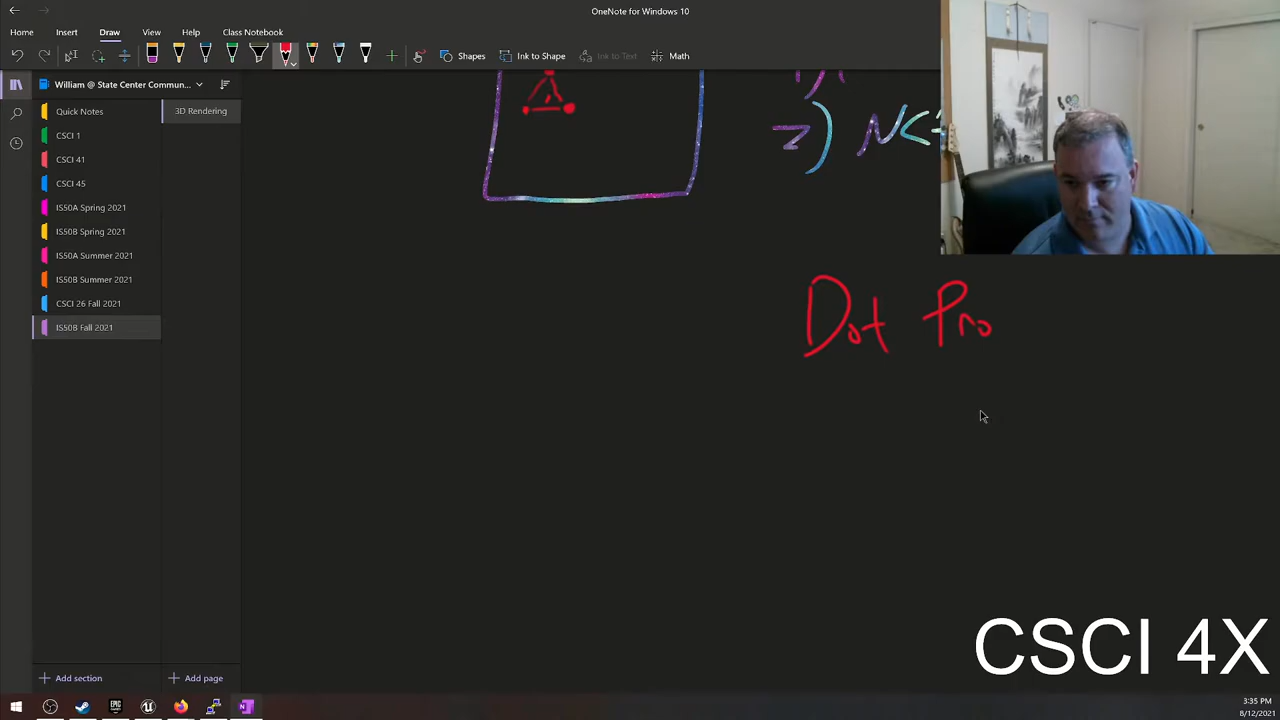 OneNote for Windows 10
Home Insert Draw View Help Class Notebook
Shapes Ink to Shape Ink to Text Math
William @ State Center Commun...
Quick Notes
CSCI 1
CSCI 41
CSCI 45
IS50A Spring 2021
IS50B Spring 2021
IS50A Summer 2021
IS50B Summer 2021
CSCI 26 Fall 2021
IS50B Fall 2021
3D Rendering
Dot Pro
CSCI 4X
Add section
Add page
EPIC
3:35 PM
8/12/2021